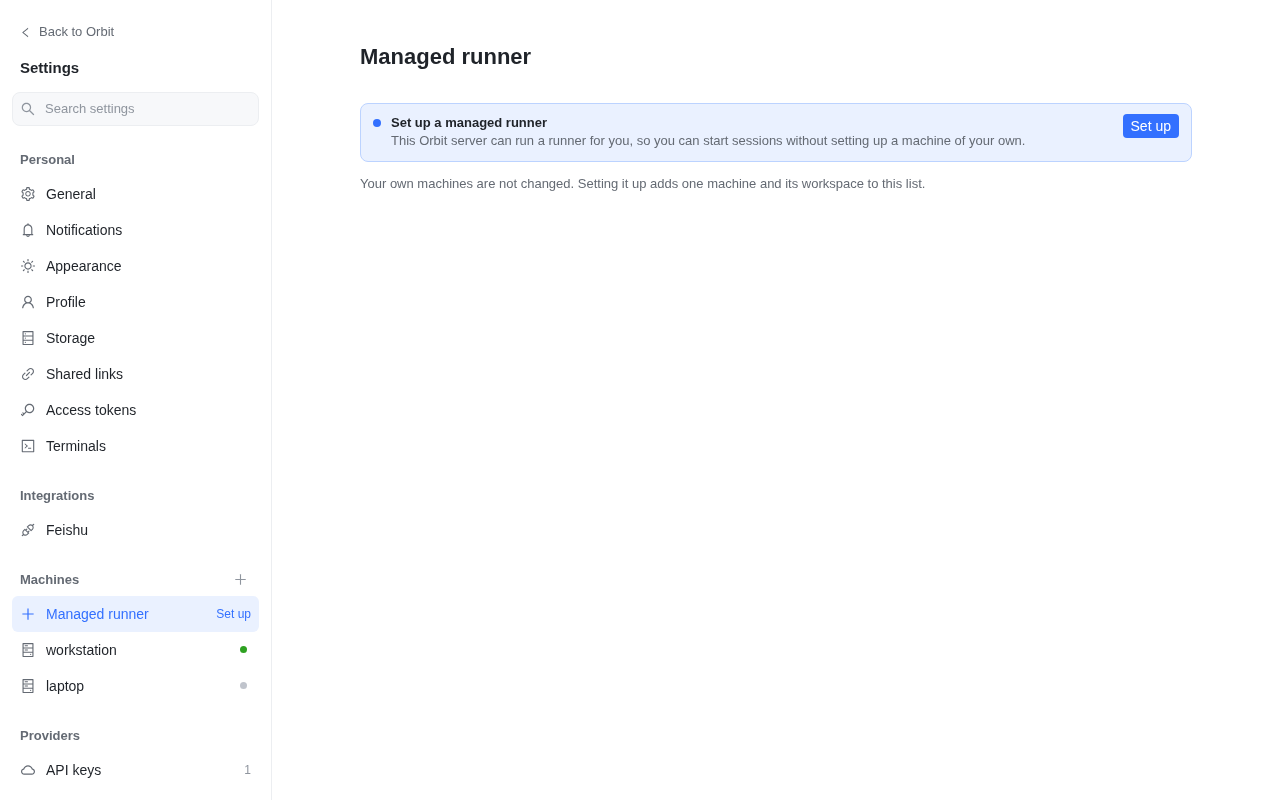 Back to Orbit
Settings
Search settings
Personal
General
Notifications
Appearance
Profile
Storage
Shared links
Access tokens
Terminals
Integrations
Feishu
Machines
Managed runner Set up
workstation
laptop
Providers
API keys 1
Managed runner
Set up a managed runner
This Orbit server can run a runner for you, so you can start sessions without setting up a machine of your own.
Set up
Your own machines are not changed. Setting it up adds one machine and its workspace to this list.